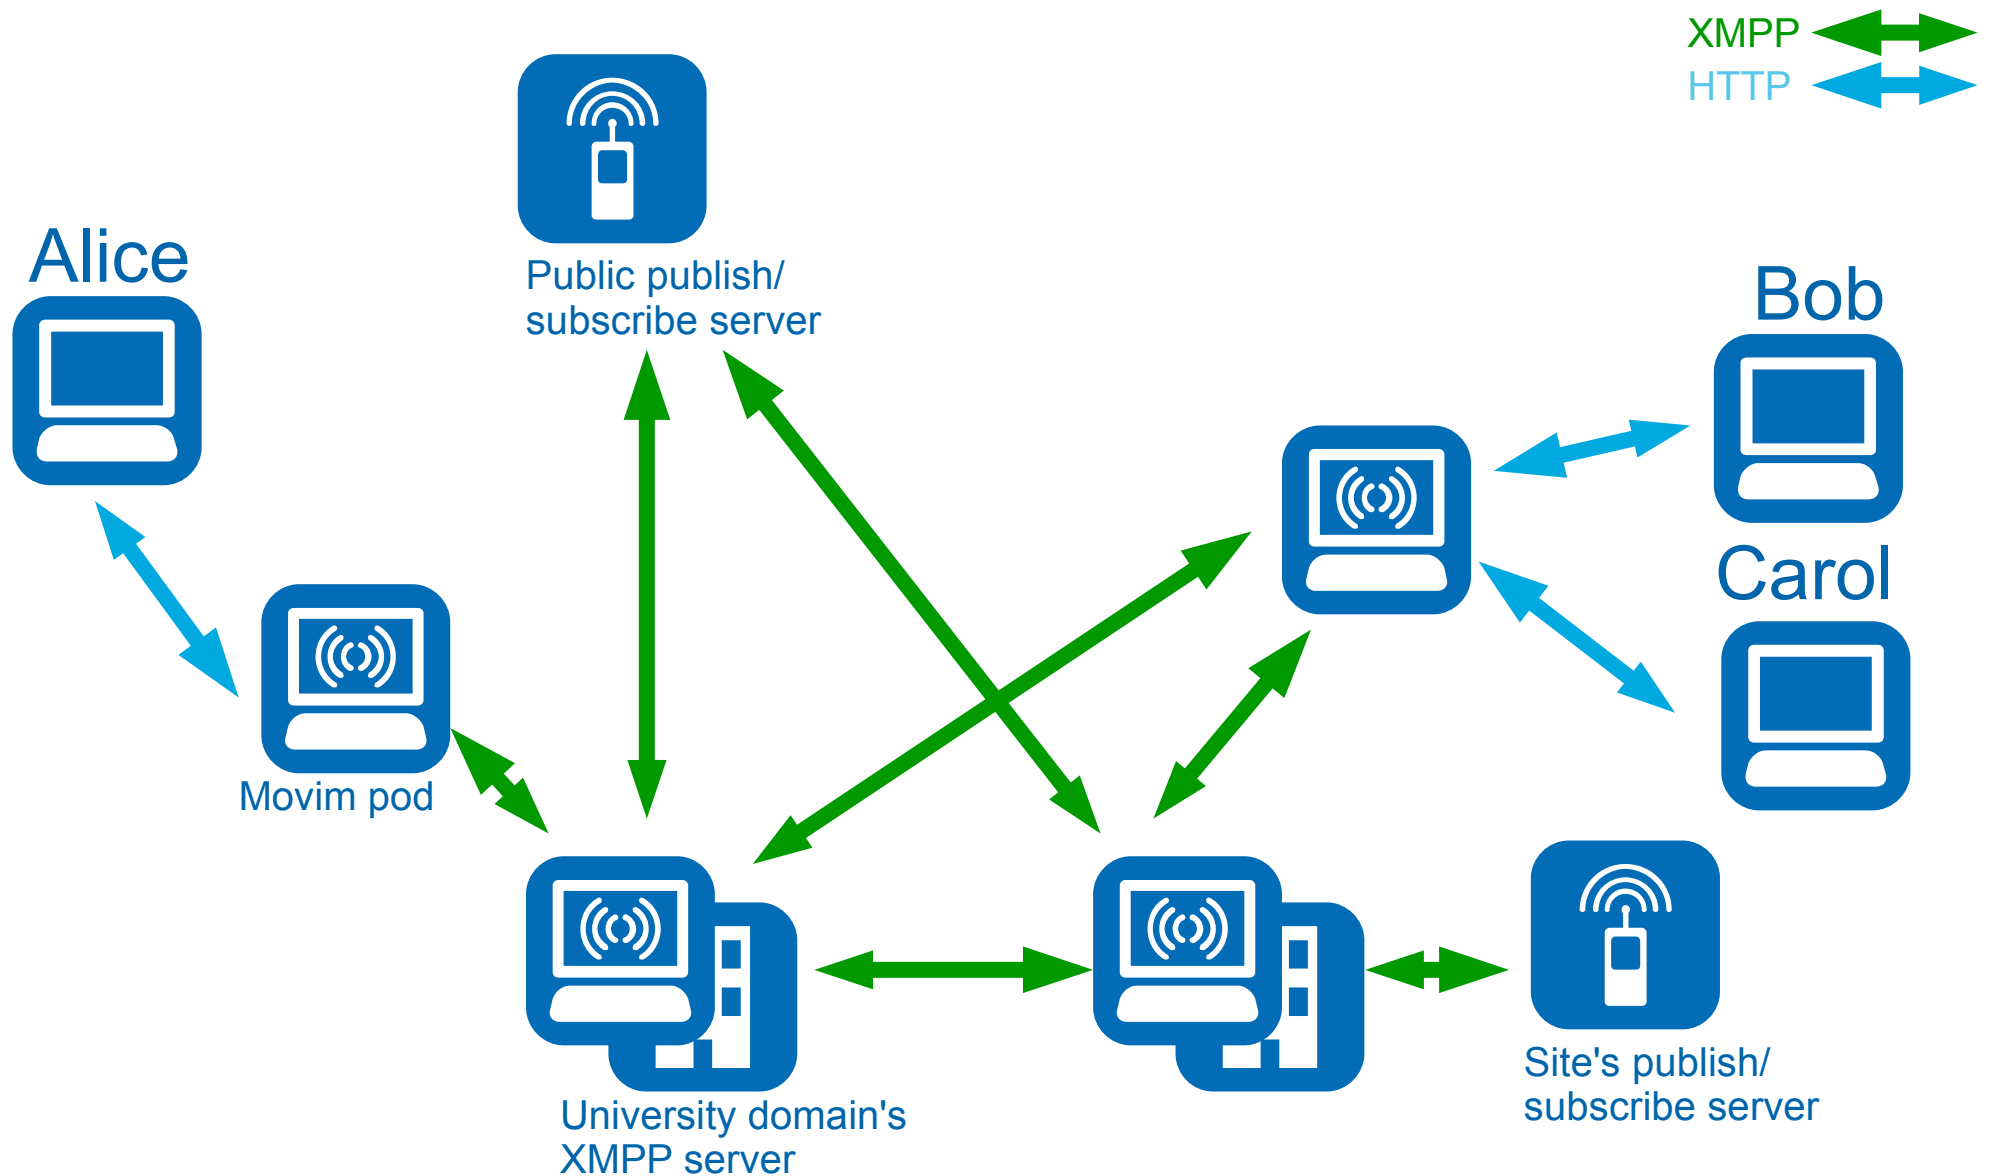 XMPP
HTTP
Alice
Public publish/
subscribe server
Bob
Carol
Movim pod
Site's publish/
subscribe server
University domain's
XMPP server